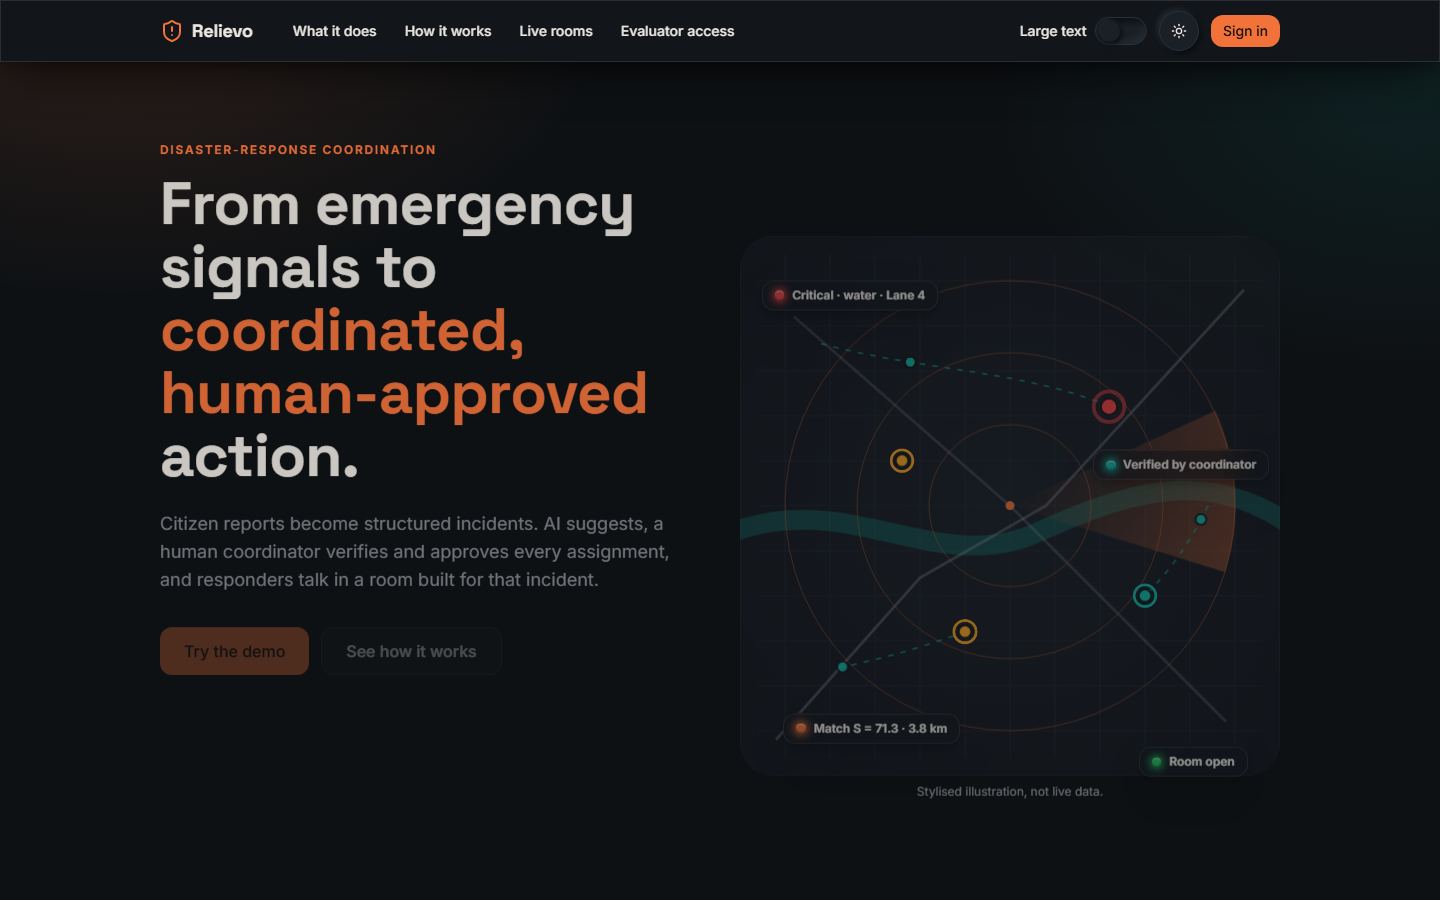 Relievo
What it does
How it works
Live rooms
Evaluator access
Large text
Sign in
DISASTER-RESPONSE COORDINATION
From emergency
signals to
coordinated,
human-approved
action.
Citizen reports become structured incidents. AI suggests, a
human coordinator verifies and approves every assignment,
and responders talk in a room built for that incident.
Try the demo
See how it works
Critical · water · Lane 4
Verified by coordinator
Match S = 71.3 · 3.8 km
Room open
Stylised illustration, not live data.